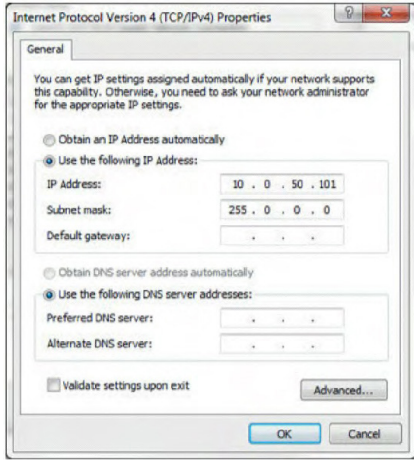 Internet Protocol Version 4 (TCP/IPv4) Properties
General
You can get IP settings assigned automatically if your network supports
this capability. Otherwise, you need to ask your network administrator
for the appropriate IP settings.
Obtain an IP Address automatically
Use the following IP Address:
IP Address: 10 . 0 . 50 . 101
Subnet mask: 255 . 0 . 0 . 0
Default gateway: . . .
Obtain DNS server address automatically
Use the following DNS server addresses:
Preferred DNS server: . . .
Alternate DNS server: . . .
Validate settings upon exit
Advanced...
OK Cancel